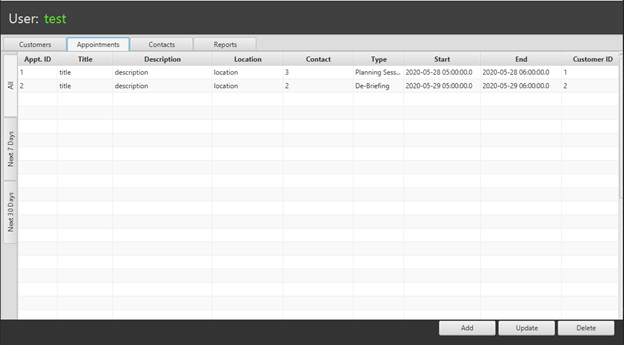 User: test
Customers Appointments Contacts Reports
Appt. ID Title Description Location Contact Type Start End Customer ID
1 title description location 3 Planning Sess... 2020-05-28 05:00:00.0 2020-05-28 06:00:00.0 1
2 title description location 2 De-Briefing 2020-05-29 05:00:00.0 2020-05-29 06:00:00.0 2
All
Next 7 Days
Next 30 Days
Add Update Delete